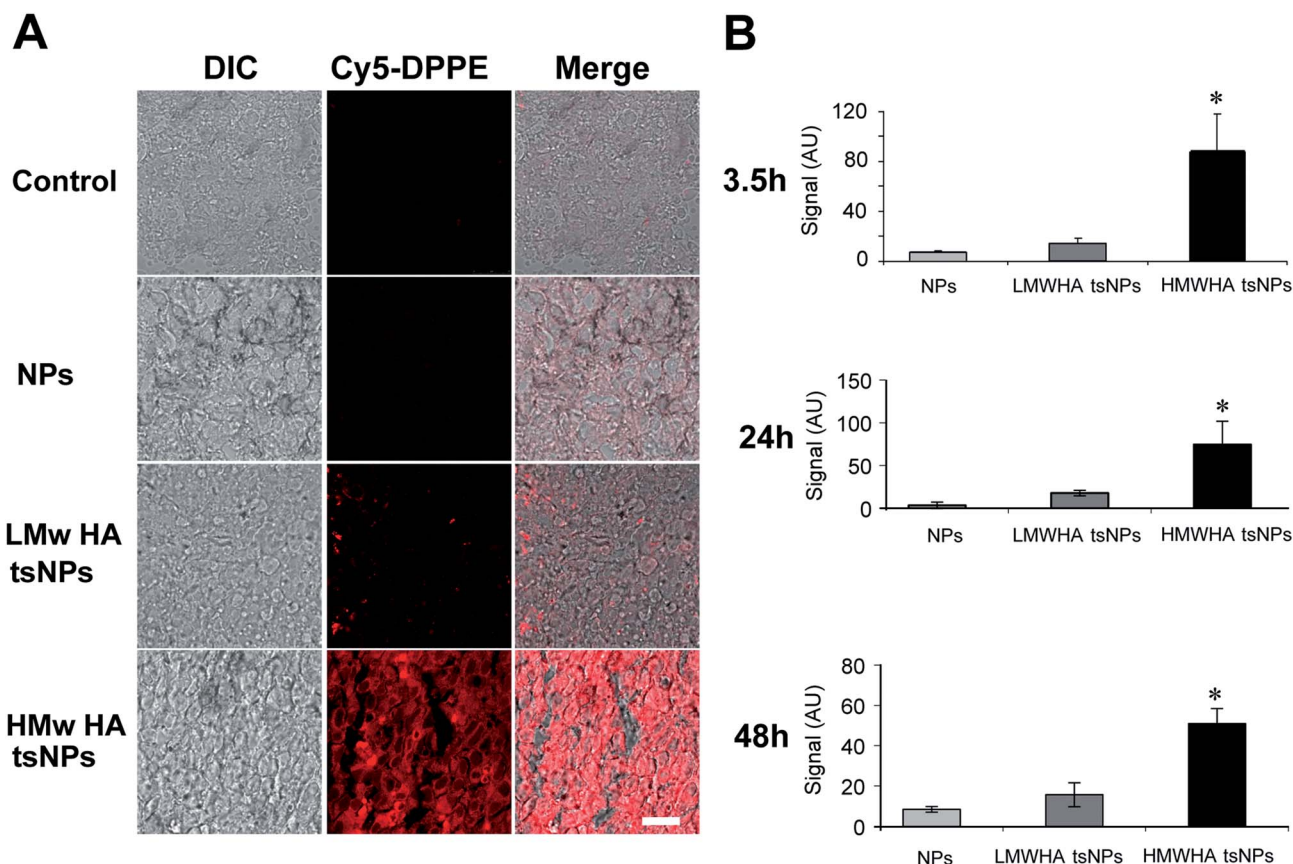 A
DIC Cy5-DPPE Merge
Control
NPs
LMw HA
tsNPs
HMw HA
tsNPs
B
3.5h
Signal (AU)
120
80
40
0
*
NPs LMWHA tsNPs HMWHA tsNPs
24h
Signal (AU)
150
100
50
0
*
NPs LMWHA tsNPs HMWHA tsNPs
48h
Signal (AU)
80
60
40
20
0
*
NPs LMWHA tsNPs HMWHA tsNPs